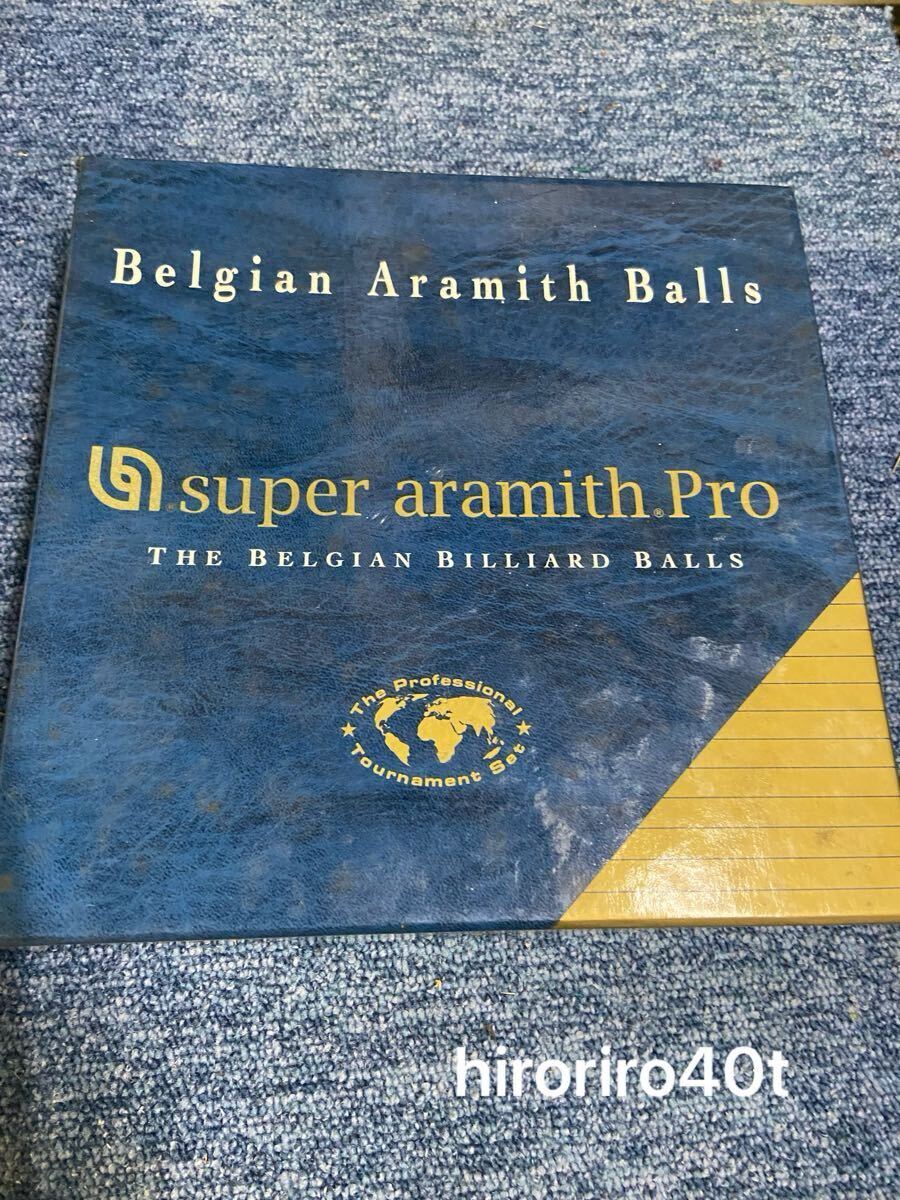 Belgian Aramith Balls
super aramith®Pro
THE BELGIAN BILLIARD BALLS
The Professional
Tournament Set
hiroriro40t